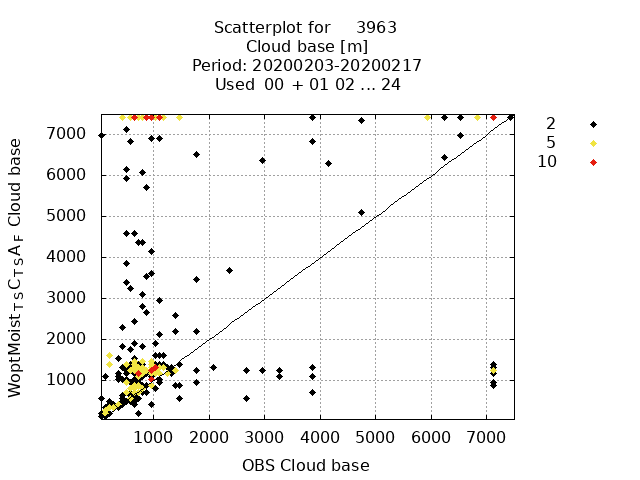 Scatterplot for 3963
Cloud base [m]
Period: 20200203-20200217
Used 00 + 01 02 ... 24
2
5
10
7000
6000
5000
4000
3000
2000
1000
WoptMoistTSCTSAF Cloud base
1000 2000 3000 4000 5000 6000 7000
OBS Cloud base